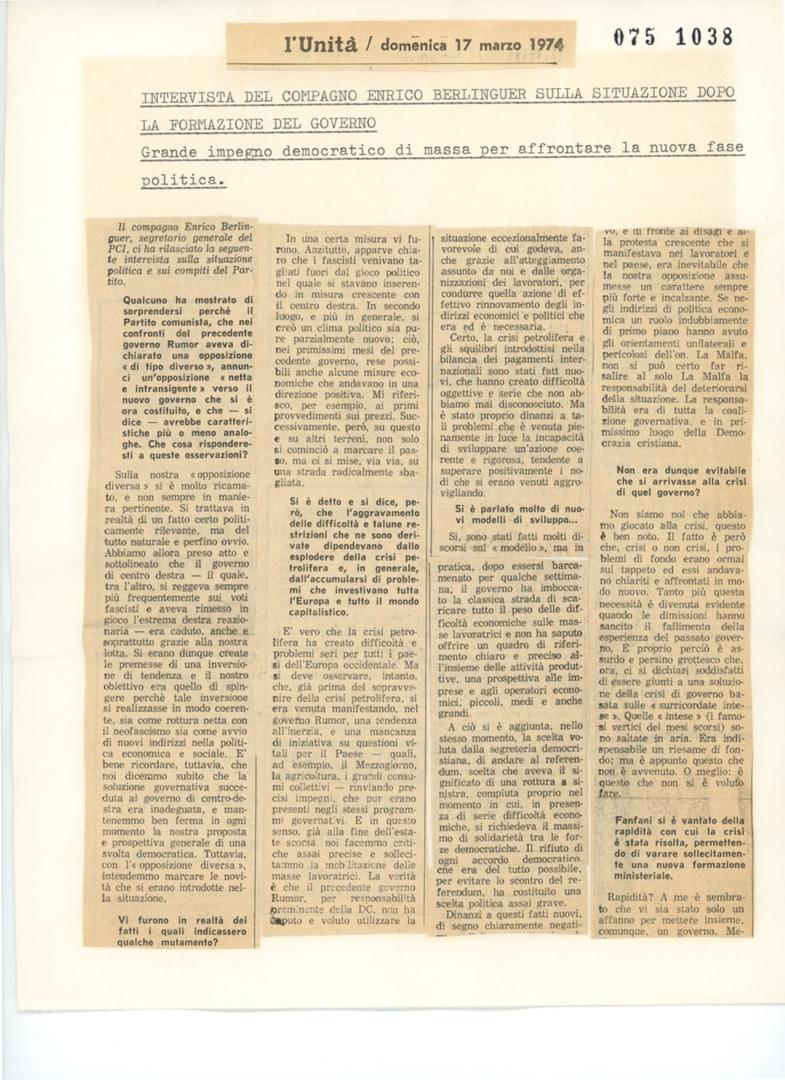 l'Unità / domenica 17 marzo 1974
075 1038
INTERVISTA DEL COMPAGNO ENRICO BERLINGUER SULLA SITUAZIONE DOPO
LA FORMAZIONE DEL GOVERNO
Grande impegno democratico di massa per affrontare la nuova fase
politica.
Il compagno Enrico Berlin-
guer, segretario generale del
PCI, ci ha rilasciato la seguen-
te intervista sulla situazione
politica e sui compiti del Par-
tito.
Qualcuno ha mostrato di
sorprendersi perché il
Partito comunista, che nei
confronti del precedente
governo Rumor aveva di-
chiarato una opposizione
« di tipo diverso », annun-
ci un'opposizione « netta
e intransigente » verso il
nuovo governo che si è
ora costituito, e che — si
dice — avrebbe caratteri-
stiche più o meno analo-
ghe. Che cosa rispondere-
sti a queste osservazioni?
Sulla nostra « opposizione
diversa » si è molto ricama-
to, e non sempre in manie-
ra pertinente. Si trattava in
realtà di un fatto certo politi-
camente rilevante, ma del
tutto naturale e perfino ovvio.
Abbiamo allora preso atto e
sottolineato che il governo
di centro destra — il quale,
tra l'altro, si reggeva sempre
più frequentemente sui voti
fascisti e aveva rimesso in
gioco l'estrema destra reazio-
naria — era caduto, anche e
soprattutto grazie alla nostra
lotta. Si erano dunque create
le premesse di una inversio-
ne di tendenza e il nostro
obiettivo era quello di spin-
gere perché tale inversione
si realizzasse in modo coeren-
te, sia come rottura netta con
il neofascismo sia come avvio
di nuovi indirizzi nella politi-
ca economica e sociale. E'
bene ricordare, tuttavia, che
noi dicemmo subito che la
soluzione governativa succe-
duta al governo di centro-de-
stra era inadeguata, e man-
tenemmo ben ferma in ogni
momento la nostra proposta
e prospettiva generale di una
svolta democratica. Tuttavia,
con l'« opposizione diversa »,
intendemmo marcare le novi-
tà che si erano introdotte nel-
la situazione.
Vi furono in realtà dei
fatti i quali indicassero
qualche mutamento?
In una certa misura vi fu-
rono. Anzitutto, apparve chia-
ro che i fascisti venivano ta-
gliati fuori dal gioco politico
nel quale si stavano inseren-
do in misura crescente con
il centro destra. In secondo
luogo, e più in generale, si
creò un clima politico sia pu-
re parzialmente nuovo; ciò,
nei primissimi mesi del pre-
cedente governo, rese possi-
bili anche alcune misure eco-
nomiche che andavano in una
direzione positiva. Mi riferi-
sco, per esempio, ai primi
provvedimenti sui prezzi. Suc-
cessivamente, però, su questo
e su altri terreni, non solo
si cominciò a marcare il pas-
so, ma ci si mise, via via, su
una strada radicalmente sba-
gliata.
Si è detto e si dice, pe-
rò, che l'aggravamento
delle difficoltà e talune re-
strizioni che ne sono deri-
vate dipendevano dallo
esplodere della crisi pe-
trolifera e, in generale,
dall'accumularsi di proble-
mi che investivano tutta
l'Europa e tutto il mondo
capitalistico.
E' vero che la crisi petro-
lifera ha creato difficoltà e
problemi seri per tutti i pae-
si dell'Europa occidentale. Ma
si deve osservare, intanto,
che, già prima del sopravve-
nire della crisi petrolifera, si
era venuta manifestando, nel
governo Rumor, una tendenza
all'inerzia, e una mancanza
di iniziativa su questioni vi-
tali per il Paese — quali,
ad esempio, il Mezzogiorno,
la agricoltura, i grandi consu-
mi collettivi — rinviando pre-
cisi impegni, che pur erano
presenti negli stessi program-
mi governativi. E in questo
senso, già alla fine dell'esta-
te scorsa, noi facemmo criti-
che assai precise e solleci-
tammo la mobilitazione delle
masse lavoratrici. La verità
è che il precedente governo
Rumor, per responsabilità
preminente della DC, non ha
saputo e voluto utilizzare la
situazione eccezionalmente fa-
vorevole di cui godeva, an-
che grazie all'atteggiamento
assunto da noi e dalle orga-
nizzazioni dei lavoratori, per
condurre quella azione di ef-
fettivo rinnovamento degli in-
dirizzi economici e politici che
era ed è necessaria.
Certo, la crisi petrolifera e
gli squilibri introdottisi nella
bilancia dei pagamenti inter-
nazionali sono stati fatti nuo-
vi, che hanno creato difficoltà
oggettive e serie che non ab-
biamo mai disconosciuto. Ma
è stato proprio dinanzi a ta-
li problemi che è venuta pie-
namente in luce la incapacità
di sviluppare un'azione coe-
rente e rigorosa, tendente a
superare positivamente i no-
di che si erano venuti aggro-
vigliando.
Si è parlato molto di nuo-
vi modelli di sviluppo...
Sì, sono stati fatti molti di-
scorsi sul « modello », ma in
pratica, dopo essersi barca-
menato per qualche settima-
na, il governo ha imbocca-
to la classica strada di sca-
ricare tutto il peso delle dif-
ficoltà economiche sulle mas-
se lavoratrici e non ha saputo
offrire un quadro di riferi-
mento chiaro e preciso al-
l'insieme delle attività produt-
tive, una prospettiva alle im-
prese e agli operatori econo-
mici, piccoli, medi e anche
grandi.
A ciò si è aggiunta, nello
stesso momento, la scelta vo-
luta dalla segreteria democri-
stiana, di andare al referen-
dum, scelta che aveva il si-
gnificato di una rottura a si-
nistra, compiuta proprio nel
momento in cui, in presen-
za di serie difficoltà econo-
miche, si richiedeva il massi-
mo di solidarietà tra le for-
ze democratiche. Il rifiuto di
ogni accordo democratico
che era del tutto possibile,
per evitare lo scontro del re-
ferendum, ha costituito una
scelta politica assai grave.
Dinanzi a questi fatti nuovi,
di segno chiaramente negati-
vo, e di fronte ai disagi e al-
la protesta crescente che si
manifestava nei lavoratori e
nel paese, era inevitabile che
la nostra opposizione assu-
messe un carattere sempre
più forte e incalzante. Se ne-
gli indirizzi di politica econo-
mica un ruolo indubbiamente
di primo piano hanno avuto
gli orientamenti unilaterali e
pericolosi dell'on. La Malfa,
non si può certo far ri-
salire al solo La Malfa la
responsabilità del deteriorarsi
della situazione. La responsa-
bilità era di tutta la coali-
zione governativa, e in pri-
missimo luogo della Demo-
crazia cristiana.
Non era dunque evitabile
che si arrivasse alla crisi
di quel governo?
Non siamo noi che abbia-
mo giocato alla crisi, questo
è ben noto. Il fatto è però
che, crisi o non crisi, i pro-
blemi di fondo erano ormai
sul tappeto ed essi andava-
no chiariti e affrontati in mo-
do nuovo. Tanto più questa
necessità è divenuta evidente
quando le dimissioni hanno
sancito il fallimento della
esperienza del passato gover-
no. E proprio perciò è as-
surdo e persino grottesco che,
ora, ci si dichiari soddisfatti
di essere giunti a una soluzio-
ne della crisi di governo ba-
sata sulle « surricordate inte-
se ». Quelle « intese » (i famo-
si vertici dei mesi scorsi) so-
no saltate in aria. Era indi-
spensabile un riesame di fon-
do: ma è appunto questo che
non è avvenuto. O meglio: è
questo che non si è voluto
fare.
Fanfani si è vantato della
rapidità con cui la crisi
è stata risolta, permetten-
do di varare sollecitamen-
te una nuova formazione
ministeriale.
Rapidità? A me è sembra-
to che vi sia stato solo un
affanno per mettere insieme,
comunque, un governo. Me-